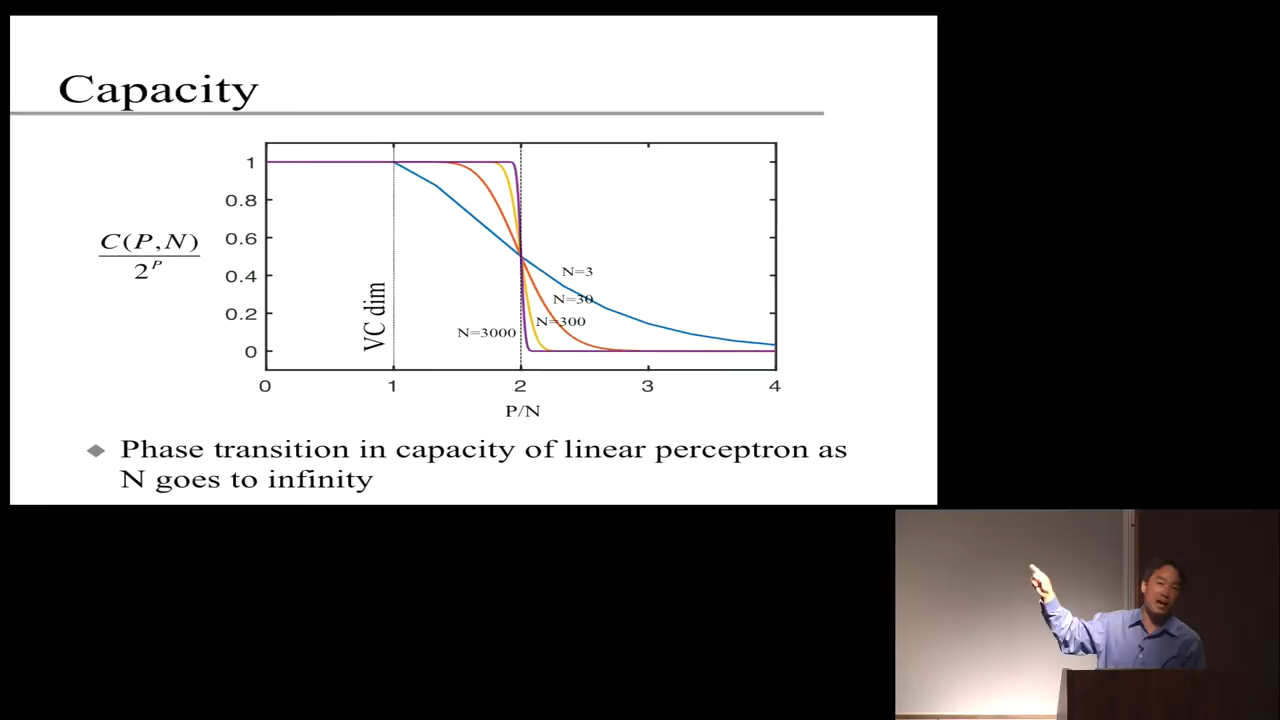 Capacity
C(P,N)
2^P
1
0.8
0.6
0.4
0.2
0
VC dim
N=3
N=30
N=300
N=3000
0 1 2 3 4
P/N
Phase transition in capacity of linear perceptron as
N goes to infinity